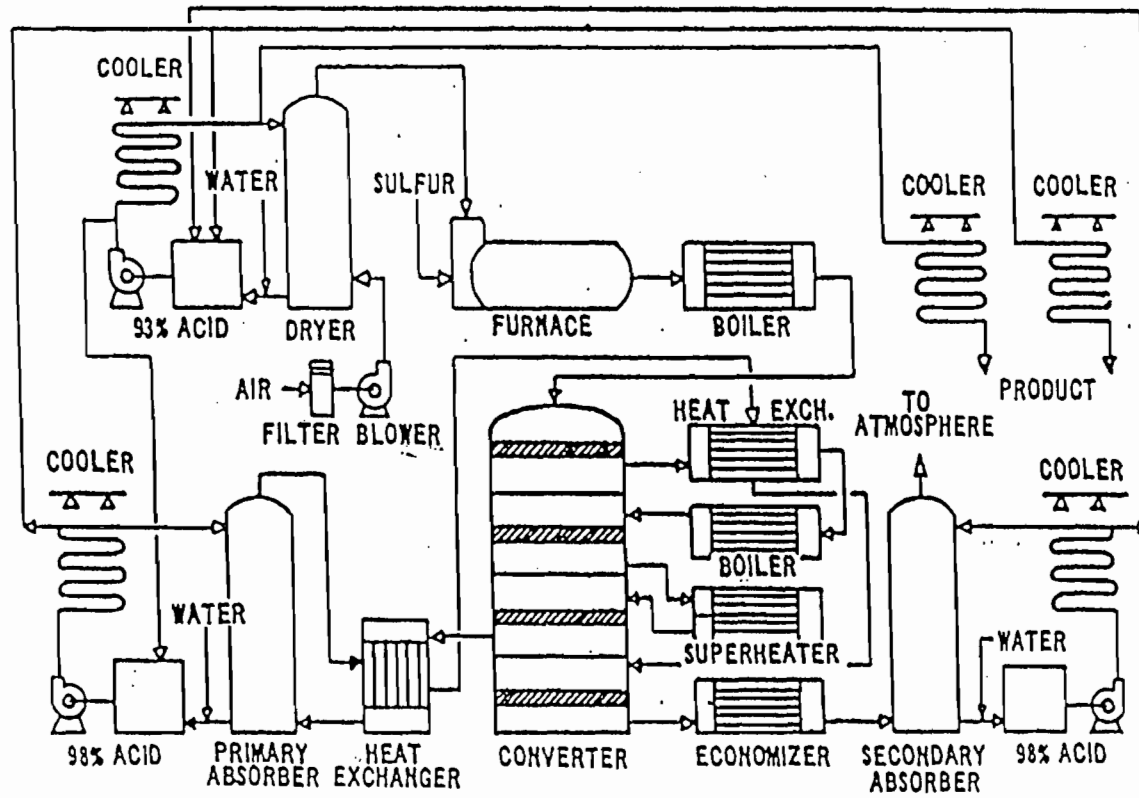 COOLER
WATER
SULFUR
COOLER
COOLER
93% ACID
DRYER
FURNACE
BOILER
AIR
FILTER BLOWER
PRODUCT
HEAT EXCH.
TO
ATMOSPHERE
COOLER
COOLER
BOILER
WATER
SUPERHEATER
WATER
98% ACID
PRIMARY
ABSORBER
HEAT
EXCHANGER
CONVERTER
ECONOMIZER
SECONDARY
ABSORBER
98% ACID